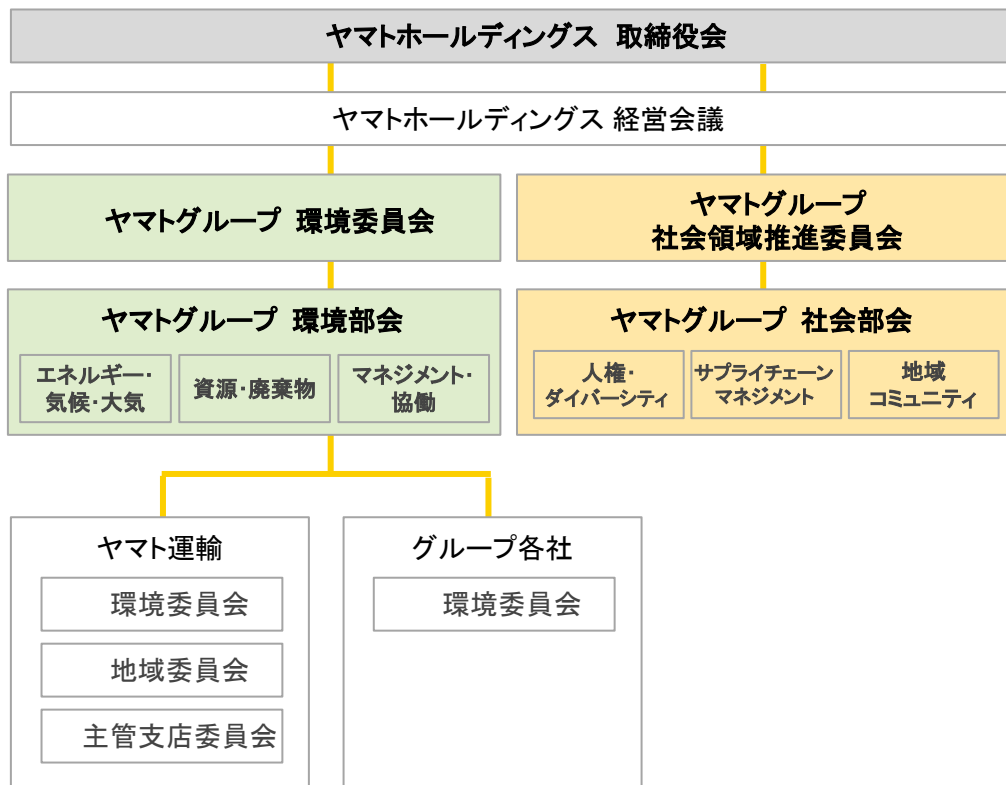 ヤマトホールディングス 取締役会
ヤマトホールディングス 経営会議
ヤマトグループ 環境委員会
ヤマトグループ
社会領域推進委員会
ヤマトグループ 環境部会
エネルギー・
気候・大気
資源・廃棄物
マネジメント・
協働
ヤマトグループ 社会部会
人権・
ダイバーシティ
サプライチェーン
マネジメント
地域
コミュニティ
ヤマト運輸
環境委員会
地域委員会
主管支店委員会
グループ各社
環境委員会